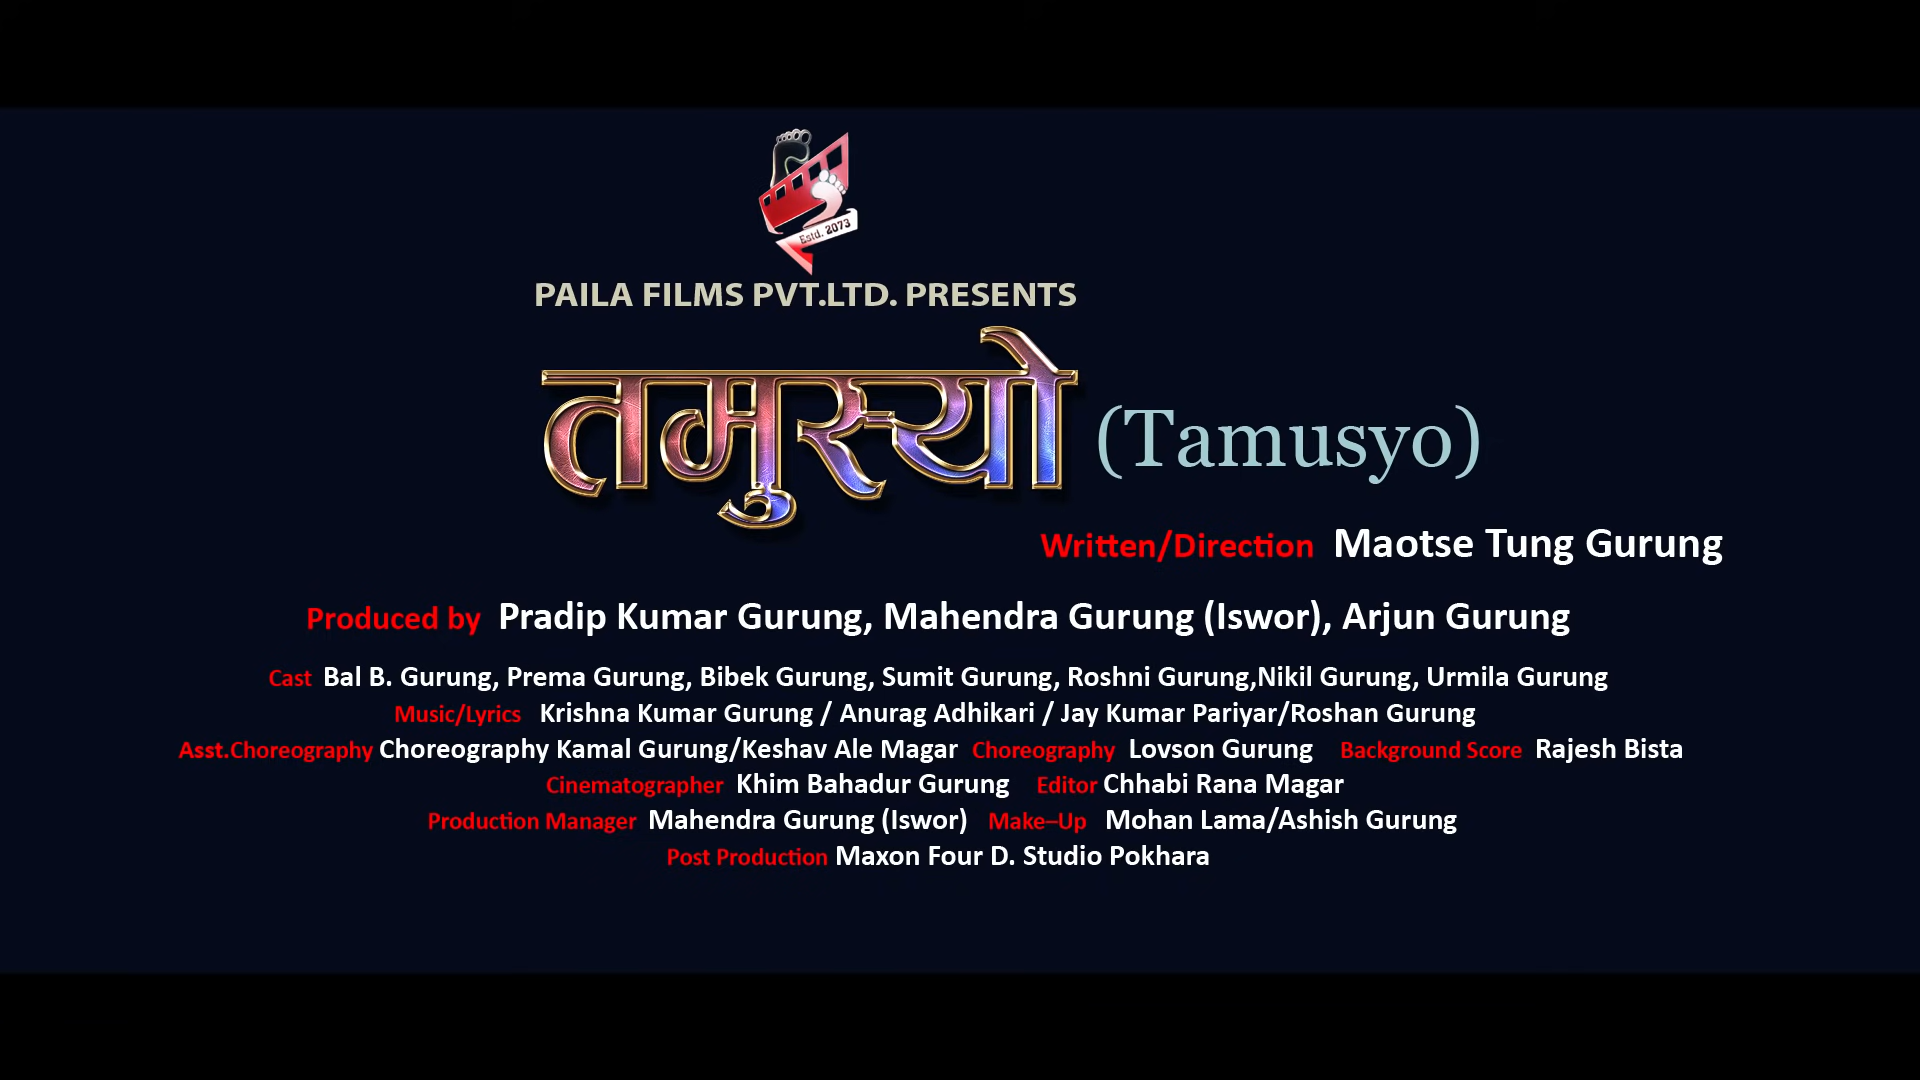 Estd. 2073
PAILA FILMS PVT.LTD. PRESENTS
तमुस्यो (Tamusyo)
Written/Direction Maotse Tung Gurung
Produced by Pradip Kumar Gurung, Mahendra Gurung (Iswor), Arjun Gurung
Cast Bal B. Gurung, Prema Gurung, Bibek Gurung, Sumit Gurung, Roshni Gurung,Nikil Gurung, Urmila Gurung
Music/Lyrics Krishna Kumar Gurung / Anurag Adhikari / Jay Kumar Pariyar/Roshan Gurung
Asst.Choreography Choreography Kamal Gurung/Keshav Ale Magar Choreography Lovson Gurung Background Score Rajesh Bista
Cinematographer Khim Bahadur Gurung Editor Chhabi Rana Magar
Production Manager Mahendra Gurung (Iswor) Make–Up Mohan Lama/Ashish Gurung
Post Production Maxon Four D. Studio Pokhara